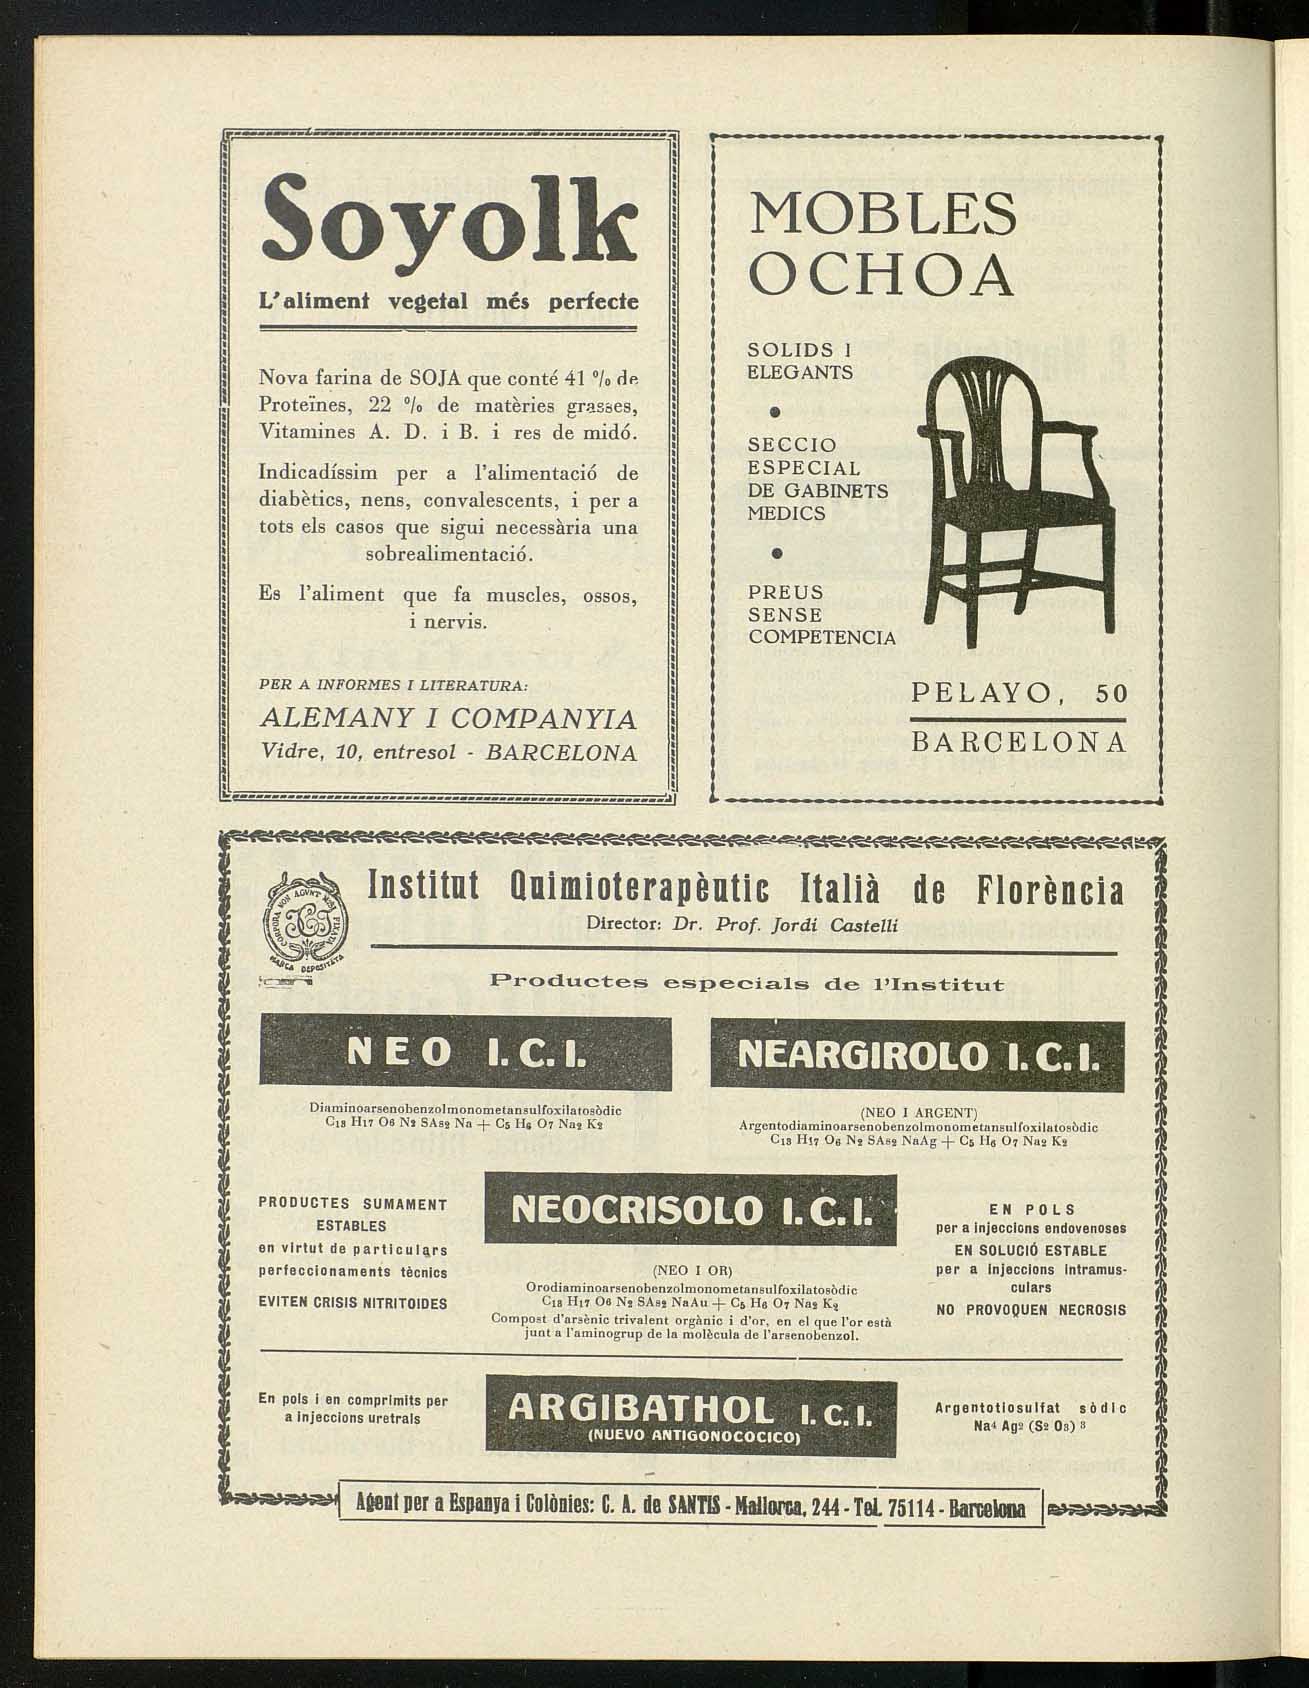 Soyolk
L'aliment vegetal més perfecte
Nova farina de SOJA que conté 41 % de
Proteïnes, 22 % de matèries grasses,
Vitamines A. D. i B. i res de midó.
Indicadíssim per a l'alimentació de
diabètics, nens, convalescents, i per a
tots els casos que sigui necessària una
sobrealimentació.
Es l'aliment que fa muscles, ossos,
i nervis.
PER A INFORMES I LITERATURA:
ALEMANY I COMPANYIA
Vidre, 10, entresol - BARCELONA
MOBLES
OCHOA
SOLIDS I
ELEGANTS
•
SECCIO
ESPECIAL
DE GABINETS
MEDICS
•
PREUS
SENSE
COMPETENCIA
PELAYO, 50
BARCELONA
CORPORA NON AGVNT NISI FIXATA
MARCA DEPOSITATA
Institut Quimioterapèutic Italià de Florència
Director: Dr. Prof. Jordi Castelli
Productes especials de l'Institut
NEO I. C. I.
Diaminoarsenobenzolmonometansulfoxilatosòdic
C13 H17 O6 N2 SAs2 Na + C5 H6 O7 Na2 K2
NEARGIROLO I. C. I.
(NEO I ARGENT)
Argentodiaminoarsenobenzolmonometansulfoxilatosòdic
C13 H17 O6 N2 SAs2 NaAg + C5 H6 O7 Na2 K2
PRODUCTES SUMAMENT
ESTABLES
en virtut de particulars
perfeccionaments tècnics
EVITEN CRISIS NITRITOIDES
NEOCRISOLO I. C. I.
(NEO I OR)
Orodiaminoarsenobenzolmonometansulfoxilatosòdic
C13 H17 O6 N2 SAs2 NaAu + C5 H6 O7 Na2 K2
Compost d'arsènic trivalent orgànic i d'or, en el que l'or està
junt a l'aminogrup de la molècula de l'arsenobenzol.
EN POLS
per a injeccions endovenoses
EN SOLUCIÓ ESTABLE
per a injeccions intramus-
culars
NO PROVOQUEN NECROSIS
En pols i en comprimits per
a injeccions uretrals
ARGIBATHOL I. C. I.
(NUEVO ANTIGONOCOCICO)
Argentotiosulfat sòdic
Na4 Ag2 (S2 O3) 3
Agent per a Espanya i Colònies: C. A. de SANTIS - Mallorca, 244 - Tel. 75114 - Barcelona